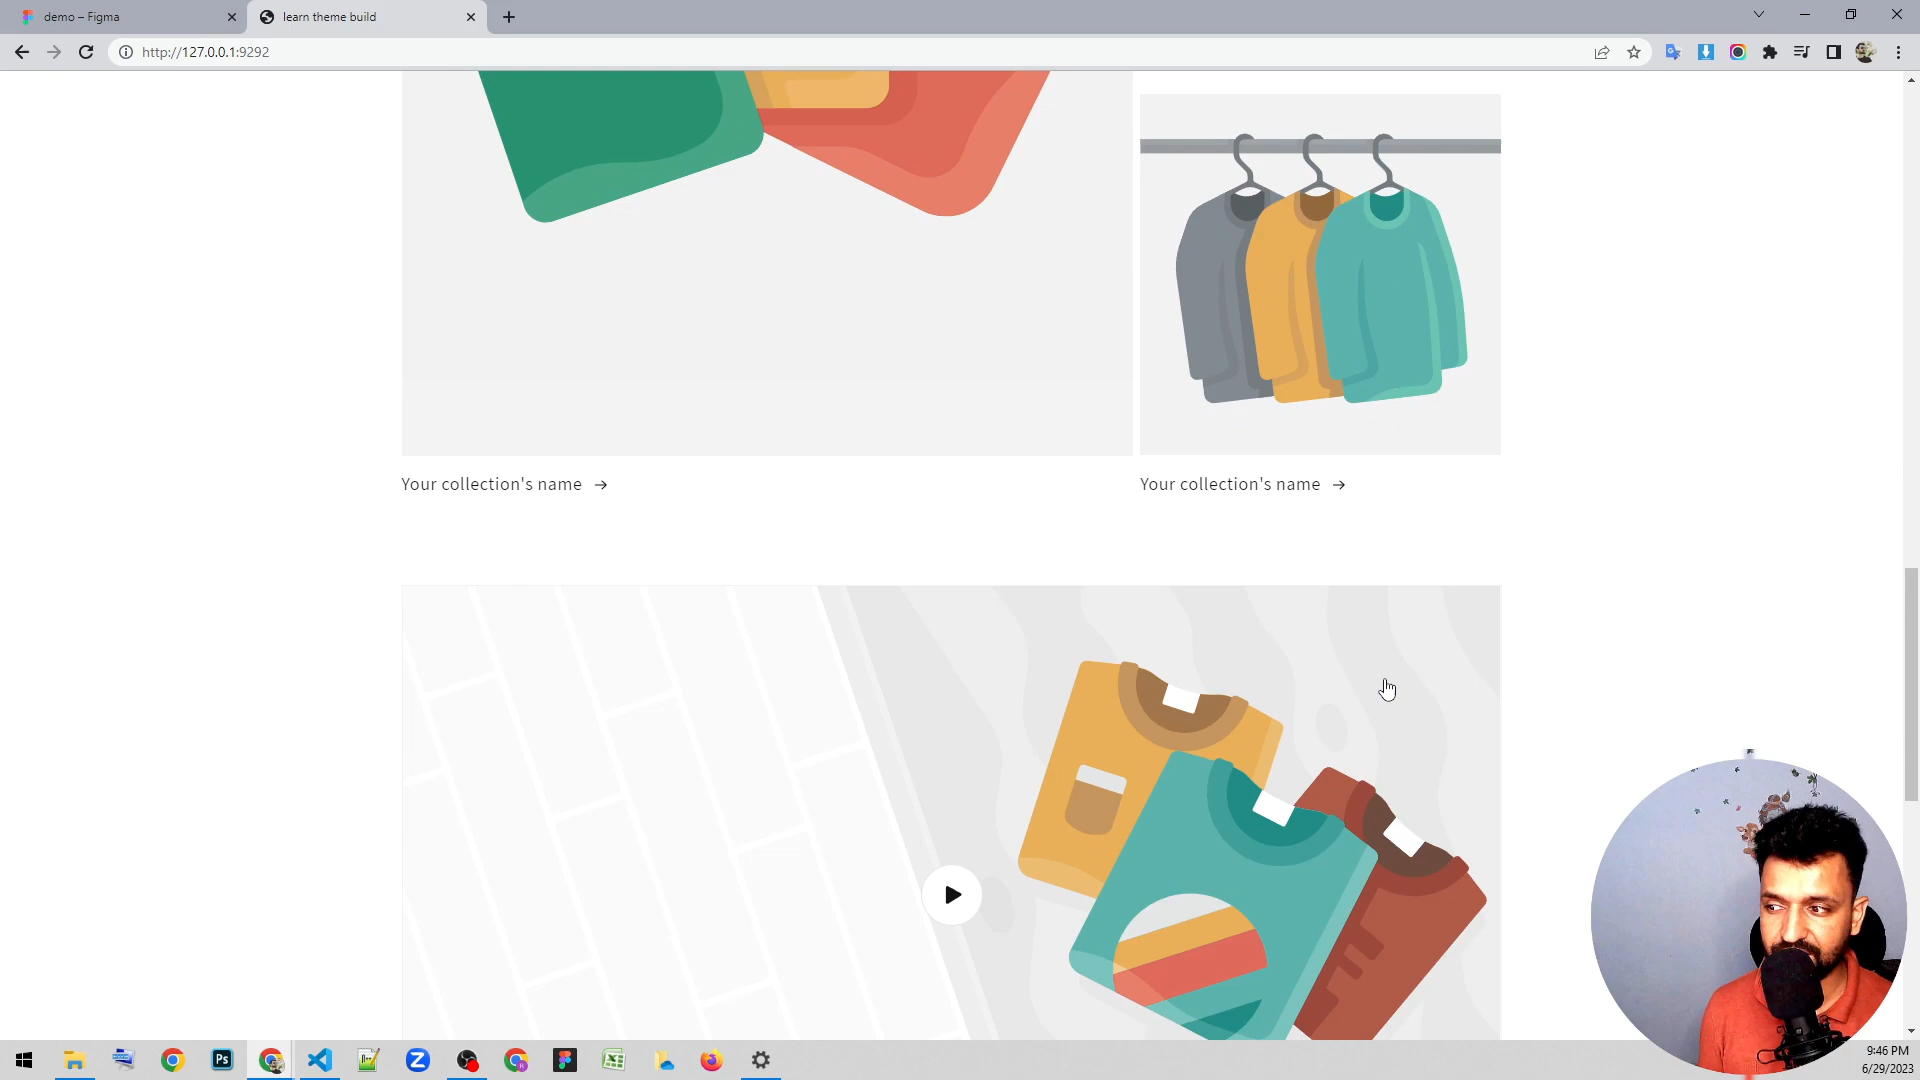 demo – Figma
learn theme build
http://127.0.0.1:9292
Your collection's name →
Your collection's name →
Ps
Z
9:46 PM
6/29/2023